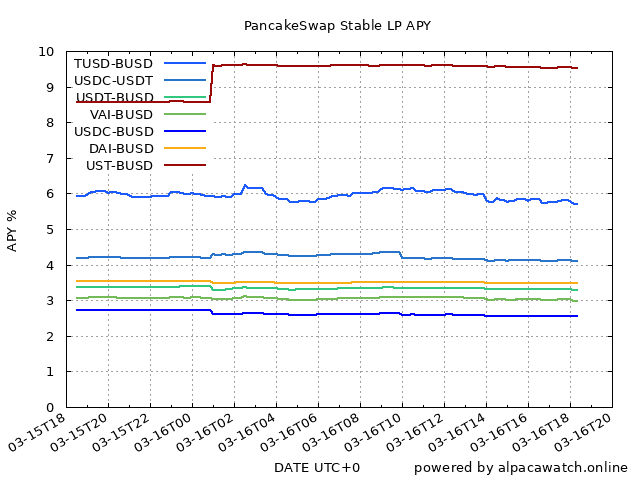 PancakeSwap Stable LP APY
10
9
8
7
6
5
4
3
2
1
0
APY %
TUSD-BUSD
USDC-USDT
USDT-BUSD
VAI-BUSD
USDC-BUSD
DAI-BUSD
UST-BUSD
03-15T18
03-15T20
03-15T22
03-16T00
03-16T02
03-16T04
03-16T06
03-16T08
03-16T10
03-16T12
03-16T14
03-16T16
03-16T18
03-16T20
DATE UTC+0
powered by alpacawatch.online